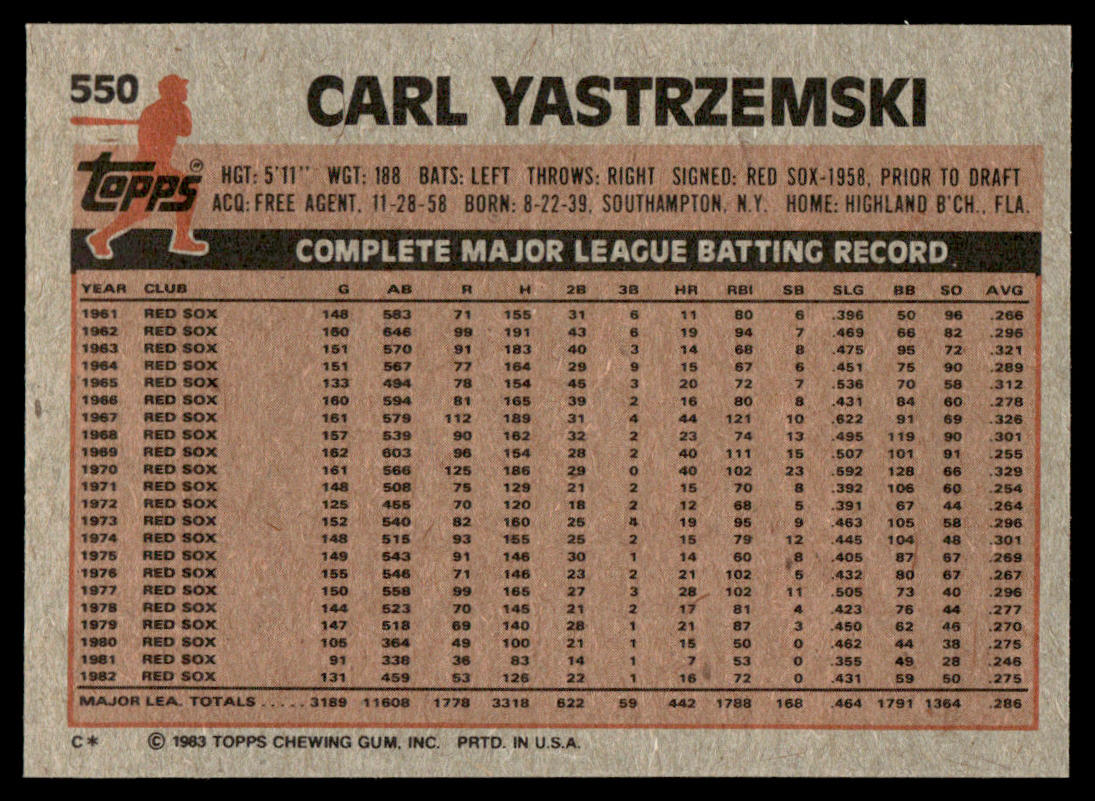 550
CARL YASTRZEMSKI
Topps®
HGT: 5'11" WGT: 188 BATS: LEFT THROWS: RIGHT SIGNED: RED SOX-1958, PRIOR TO DRAFT
ACQ: FREE AGENT, 11-28-58 BORN: 8-22-39, SOUTHAMPTON, N.Y. HOME: HIGHLAND B'CH., FLA.
COMPLETE MAJOR LEAGUE BATTING RECORD
YEAR CLUB G AB R H 2B 3B HR RBI SB SLG BB SO AVG
1961 RED SOX 148 583 71 155 31 6 11 80 6 .396 50 96 .266
1962 RED SOX 160 646 99 191 43 6 19 94 7 .469 66 82 .296
1963 RED SOX 151 570 91 183 40 3 14 68 8 .475 95 72 .321
1964 RED SOX 151 567 77 164 29 9 15 67 6 .451 75 90 .289
1965 RED SOX 133 494 78 154 45 3 20 72 7 .536 70 58 .312
1966 RED SOX 160 594 81 165 39 2 16 80 8 .431 84 60 .278
1967 RED SOX 161 579 112 189 31 4 44 121 10 .622 91 69 .326
1968 RED SOX 157 539 90 162 32 2 23 74 13 .495 119 90 .301
1969 RED SOX 162 603 96 154 28 2 40 111 15 .507 101 91 .255
1970 RED SOX 161 566 125 186 29 0 40 102 23 .592 128 66 .329
1971 RED SOX 148 508 75 129 21 2 15 70 8 .392 106 60 .254
1972 RED SOX 125 455 70 120 18 2 12 68 5 .391 67 44 .264
1973 RED SOX 152 540 82 160 25 4 19 95 9 .463 105 58 .296
1974 RED SOX 148 515 93 155 25 2 15 79 12 .445 104 48 .301
1975 RED SOX 149 543 91 146 30 1 14 60 8 .405 87 67 .269
1976 RED SOX 155 546 71 146 23 2 21 102 5 .432 80 67 .267
1977 RED SOX 150 558 99 165 27 3 28 102 11 .505 73 40 .296
1978 RED SOX 144 523 70 145 21 2 17 81 4 .423 76 44 .277
1979 RED SOX 147 518 69 140 28 1 21 87 3 .450 62 46 .270
1980 RED SOX 105 364 49 100 21 1 15 50 0 .462 44 38 .275
1981 RED SOX 91 338 36 83 14 1 7 53 0 .355 49 28 .246
1982 RED SOX 131 459 53 126 22 1 16 72 0 .431 59 50 .275
MAJOR LEA. TOTALS ..... 3189 11608 1778 3318 622 59 442 1788 168 .464 1791 1364 .286
C* © 1983 TOPPS CHEWING GUM, INC. PRTD. IN U.S.A.